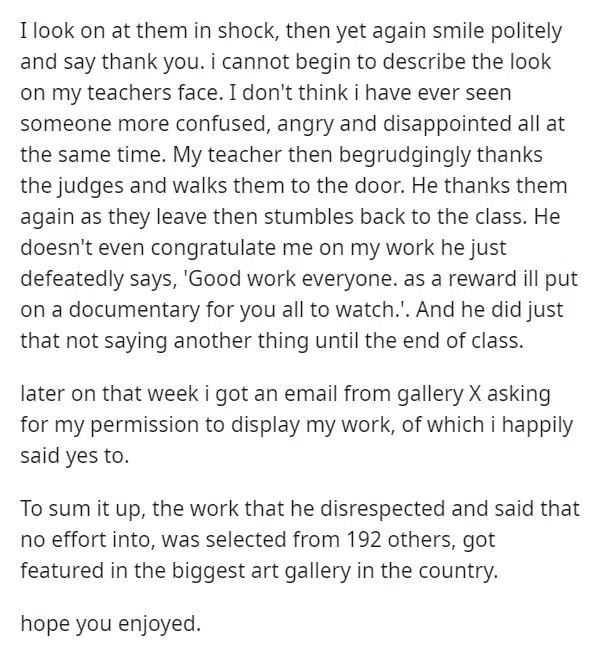 I look on at them in shock, then yet again smile politely
and say thank you. i cannot begin to describe the look
on my teachers face. I don't think i have ever seen
someone more confused, angry and disappointed all at
the same time. My teacher then begrudgingly thanks
the judges and walks them to the door. He thanks them
again as they leave then stumbles back to the class. He
doesn't even congratulate me on my work he just
defeatedly says, 'Good work everyone. as a reward ill put
on a documentary for you all to watch.'. And he did just
that not saying another thing until the end of class.
later on that week i got an email from gallery X asking
for my permission to display my work, of which i happily
said yes to.
To sum it up, the work that he disrespected and said that
no effort into, was selected from 192 others, got
featured in the biggest art gallery in the country.
hope you enjoyed.